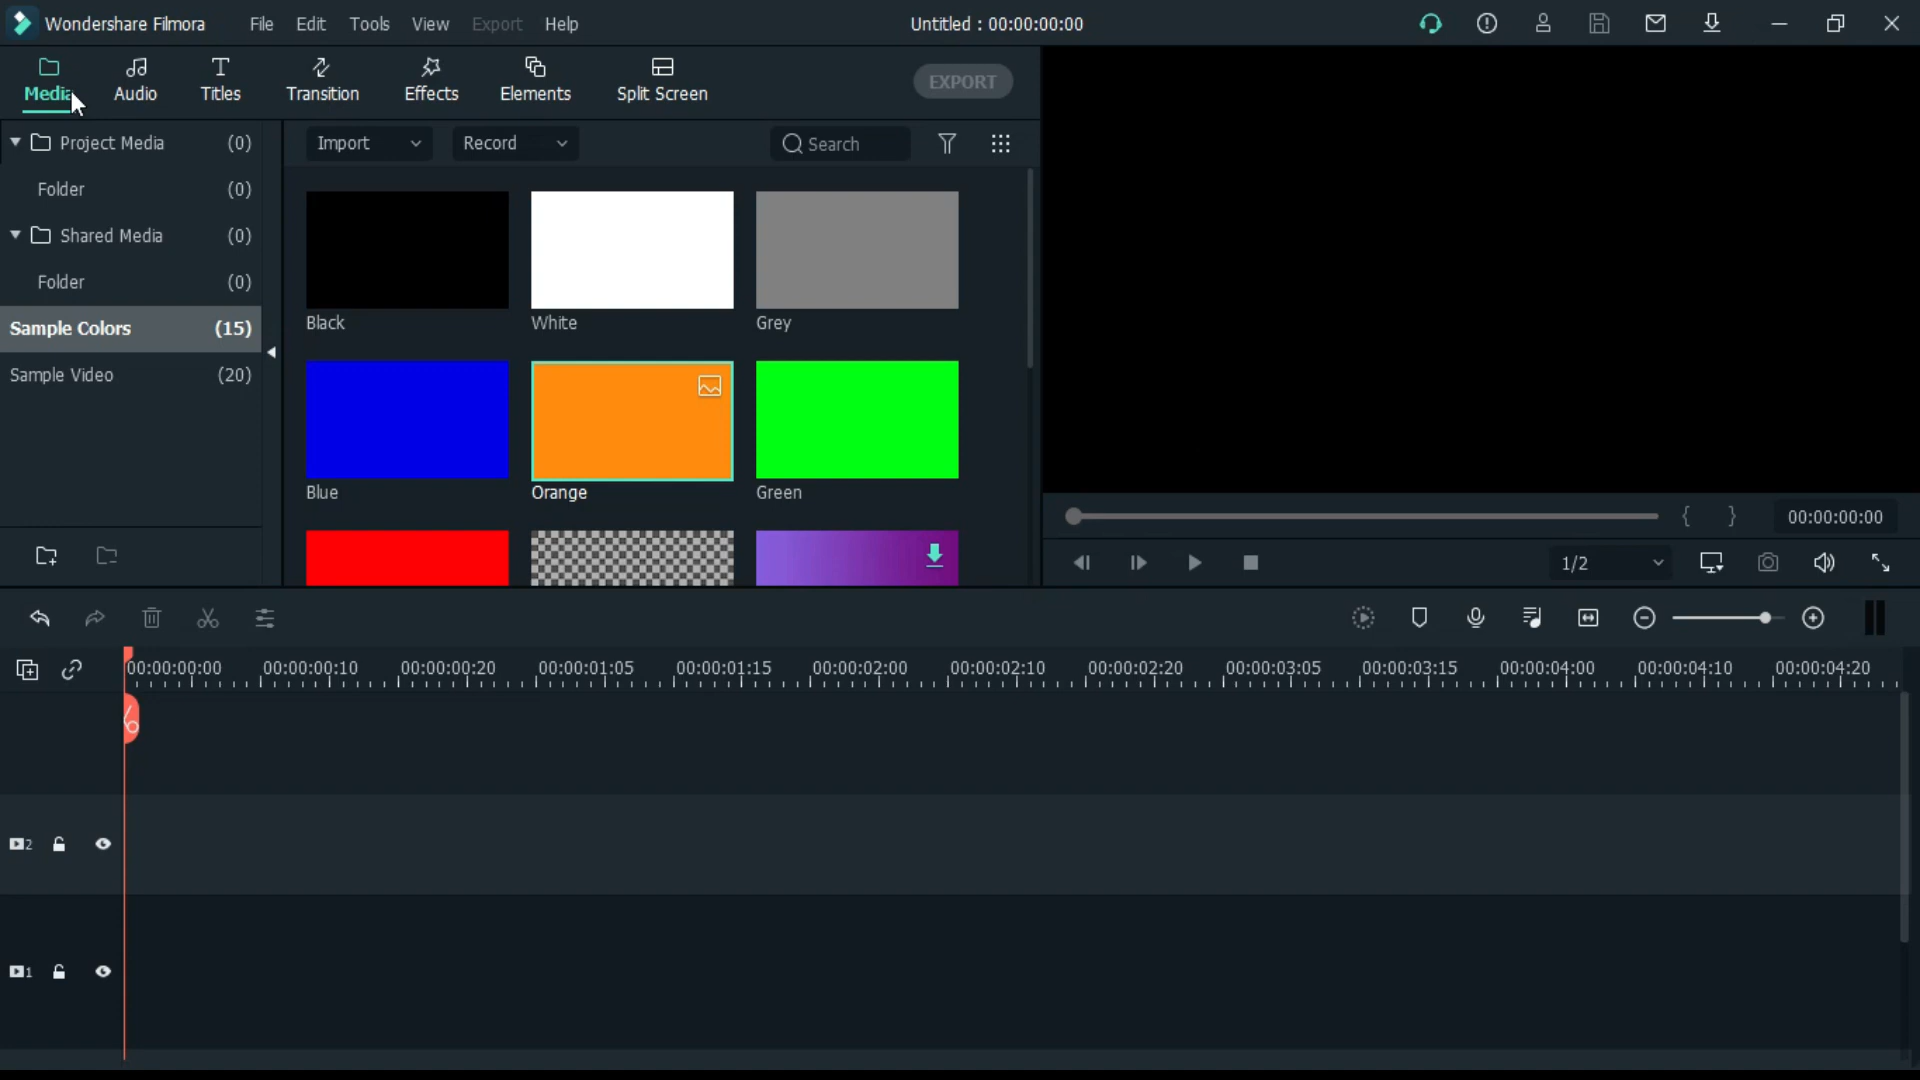 Wondershare Filmora File Edit Tools View Export Help Untitled : 00:00:00:00
Media Audio Titles Transition Effects Elements Split Screen EXPORT
Project Media (0)
Folder (0)
Shared Media (0)
Folder (0)
Sample Colors (15)
Sample Video (20)
Import Record Search
Black White Grey
Blue Orange Green
00:00:00:00
1/2
00:00:00:00 00:00:00:10 00:00:00:20 00:00:01:05 00:00:01:15 00:00:02:00 00:00:02:10 00:00:02:20 00:00:03:05 00:00:03:15 00:00:04:00 00:00:04:10 00:00:04:20
2
1